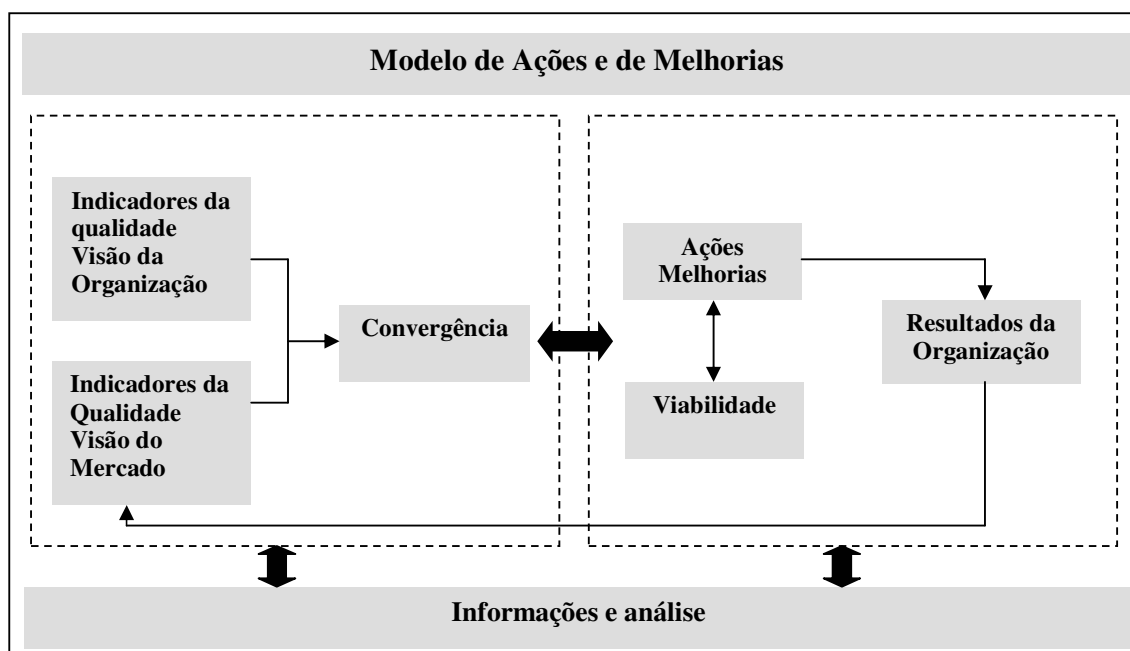 Modelo de Ações e de Melhorias
Indicadores da
qualidade
Visão da
Organização
Indicadores da
Qualidade
Visão do
Mercado
Convergência
Ações
Melhorias
Viabilidade
Resultados da
Organização
Informações e análise